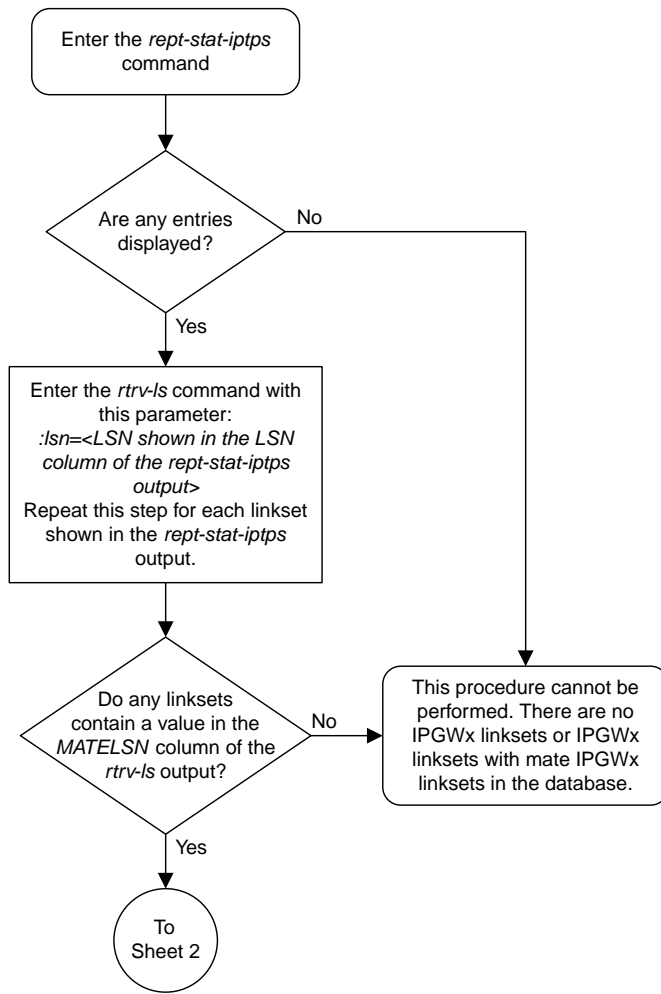 Enter the rept-stat-iptps
command
Are any entries
displayed?
No
Yes
Enter the rtrv-ls command with
this parameter:
:lsn=<LSN shown in the LSN
column of the rept-stat-iptps
output>
Repeat this step for each linkset
shown in the rept-stat-iptps
output.
Do any linksets
contain a value in the
MATELSN column of the
rtrv-ls output?
No
This procedure cannot be
performed. There are no
IPGWx linksets or IPGWx
linksets with mate IPGWx
linksets in the database.
Yes
To
Sheet 2